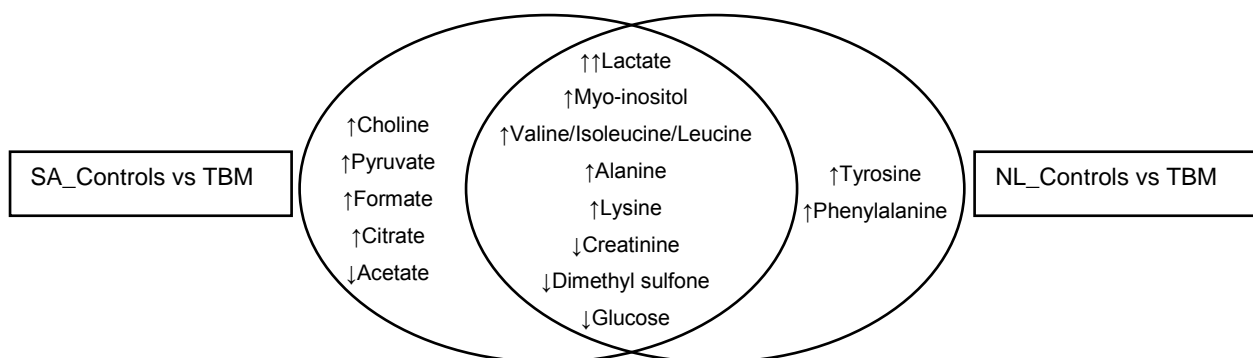 SA_Controls vs TBM
↑Choline
↑Pyruvate
↑Formate
↑Citrate
↓Acetate
↑↑Lactate
↑Myo-inositol
↑Valine/Isoleucine/Leucine
↑Alanine
↑Lysine
↓Creatinine
↓Dimethyl sulfone
↓Glucose
↑Tyrosine
↑Phenylalanine
NL_Controls vs TBM